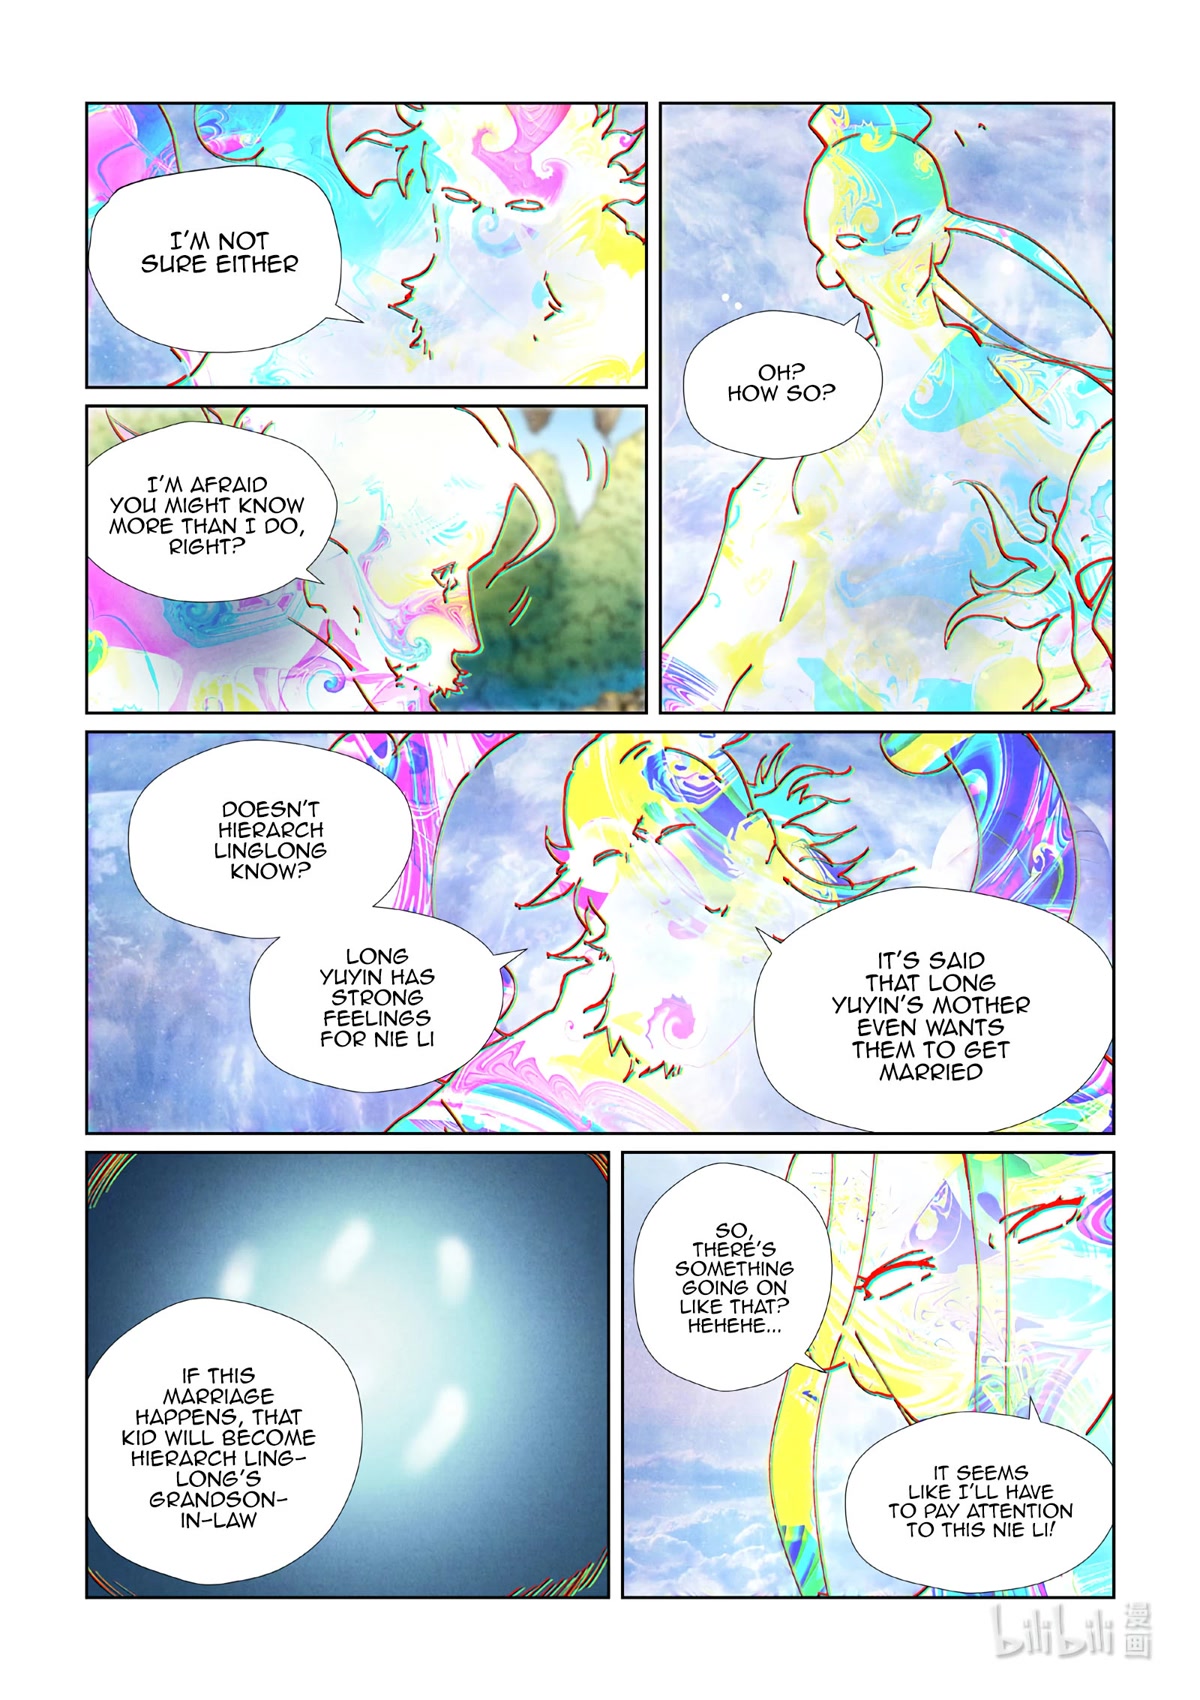 I'M NOT
SURE EITHER
OH?
HOW SO?
I'M AFRAID
YOU MIGHT KNOW
MORE THAN I DO,
RIGHT?
DOESN'T
HIERARCH
LINGLONG
KNOW?
LONG
YUYIN HAS
STRONG
FEELINGS
FOR NIE LI
IT'S SAID
THAT LONG
YUYIN'S MOTHER
EVEN WANTS
THEM TO GET
MARRIED
IF THIS
MARRIAGE
HAPPENS, THAT
KID WILL BECOME
HIERARCH LING-
LONG'S
GRANDSON-
IN-LAW
SO,
THERE'S
SOMETHING
GOING ON
LIKE THAT?
HEHEHE...
IT SEEMS
LIKE I'LL HAVE
TO PAY ATTENTION
TO THIS NIE LI!
bilibili 漫画